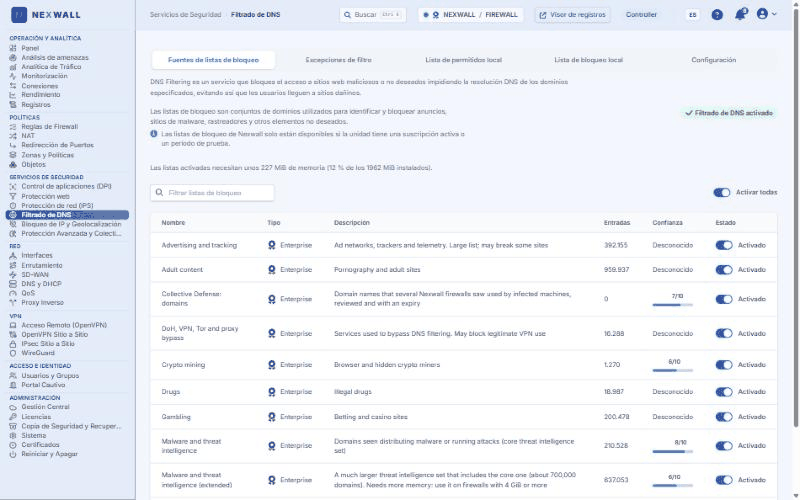 NEXWALL
Servicios de Seguridad
Filtrado de DNS
Buscar
NEXWALL / FIREWALL
Visor de registros
Controller
ES
OPERACIÓN Y ANALÍTICA
Panel
Análisis de amenazas
Analítica de Tráfico
Monitorización
Conexiones
Rendimiento
Registros
POLÍTICAS
Reglas de Firewall
NAT
Redirección de Puertos
Zonas y Políticas
Objetos
SERVICIOS DE SEGURIDAD
Control de aplicaciones (DPI)
Protección web
Protección de red (IPS)
Filtrado de DNS
Bloqueo de IP y Geolocalización
Protección Avanzada y Colecti...
RED
Interfaces
Enrutamiento
SD-WAN
DNS y DHCP
QoS
Proxy Inverso
VPN
Acceso Remoto (OpenVPN)
OpenVPN Sitio a Sitio
IPsec Sitio a Sitio
WireGuard
ACCESO E IDENTIDAD
Usuarios y Grupos
Portal Cautivo
ADMINISTRACIÓN
Gestión Central
Licencias
Copia de Seguridad y Recuper...
Sistema
Certificados
Reiniciar y Apagar
Fuentes de listas de bloqueo
Excepciones de filtro
Lista de permitidos local
Lista de bloqueo local
Configuración
DNS Filtering es un servicio que bloquea el acceso a sitios web maliciosos o no deseados impidiendo la resolución DNS de los dominios
especificados, evitando así que los usuarios lleguen a sitios dañinos.
Las listas de bloqueo son conjuntos de dominios utilizados para identificar y bloquear anuncios,
sitios de malware, rastreadores y otros elementos no deseados.
Filtrado de DNS activado
Las listas de bloqueo de Nexwall solo están disponibles si la unidad tiene una suscripción activa o
un periodo de prueba.
Las listas activadas necesitan unos 227 MiB de memoria (12 % de los 1962 MiB instalados).
Filtrar listas de bloqueo
Activar todas
Nombre Tipo Descripción Entradas Confianza Estado
Advertising and tracking Enterprise Ad networks, trackers and telemetry. Large list; may break some sites 392.155 Desconocido Activado
Adult content Enterprise Pornography and adult sites 959.937 Desconocido Activado
Collective Defense: domains Enterprise Domain names that several Nexwall firewalls saw used by infected machines, reviewed and with an expiry 0 7/10 Activado
DoH, VPN, Tor and proxy bypass Enterprise Services used to bypass DNS filtering. May block legitimate VPN use 16.288 Desconocido Activado
Crypto mining Enterprise Browser and hidden crypto miners 1.270 6/10 Activado
Drugs Enterprise Illegal drugs 18.987 Desconocido Activado
Gambling Enterprise Betting and casino sites 200.478 Desconocido Activado
Malware and threat intelligence Enterprise Domains seen distributing malware or running attacks (core threat intelligence set) 210.528 8/10 Activado
Malware and threat intelligence (extended) Enterprise A much larger threat intelligence set that includes the core one (about 700,000 domains). Needs more memory: use it on firewalls with 4 GiB or more 637.053 6/10 Activado